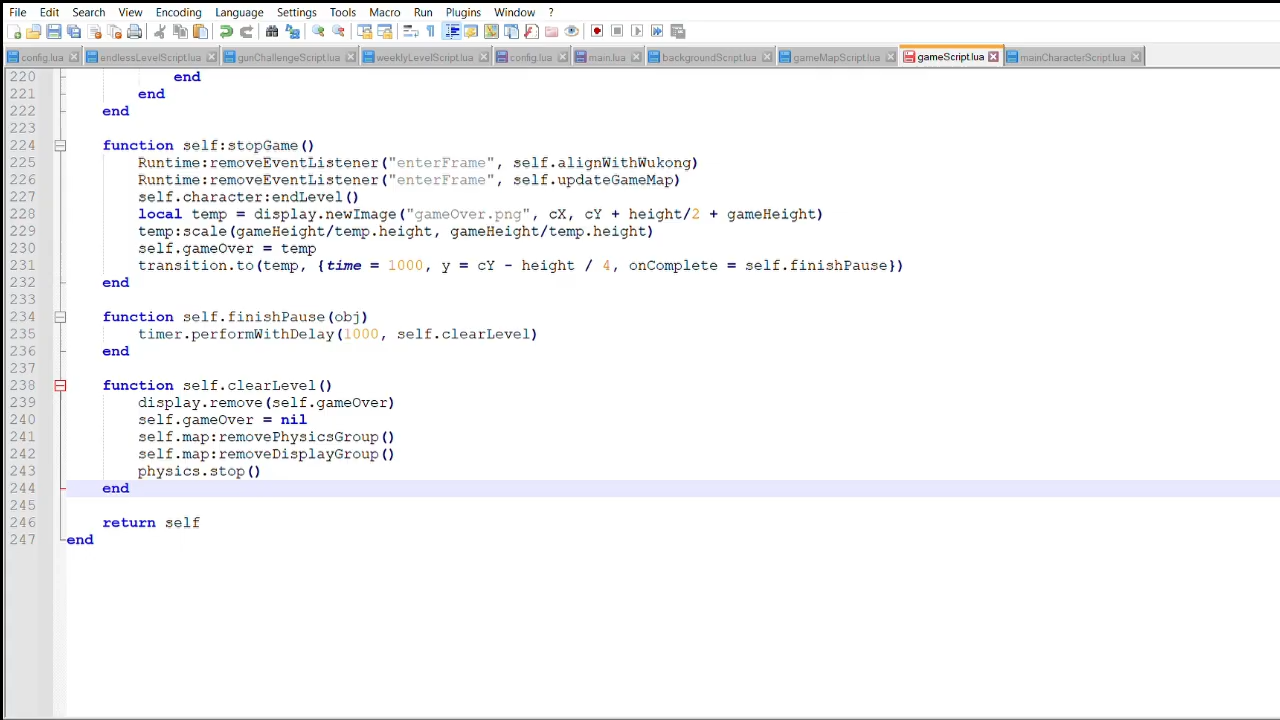 File Edit Search View Encoding Language Settings Tools Macro Run Plugins Window ?
config.lua endlessLevelScript.lua gunChallengeScript.lua weeklyLevelScript.lua config.lua main.lua backgroundScript.lua gameMapScript.lua gameScript.lua mainCharacterScript.lua
220 end
221 end
222 end
223
224 function self:stopGame()
225 Runtime:removeEventListener("enterFrame", self.alignWithWukong)
226 Runtime:removeEventListener("enterFrame", self.updateGameMap)
227 self.character:endLevel()
228 local temp = display.newImage("gameOver.png", cX, cY + height/2 + gameHeight)
229 temp:scale(gameHeight/temp.height, gameHeight/temp.height)
230 self.gameOver = temp
231 transition.to(temp, {time = 1000, y = cY - height / 4, onComplete = self.finishPause})
232 end
233
234 function self.finishPause(obj)
235 timer.performWithDelay(1000, self.clearLevel)
236 end
237
238 function self.clearLevel()
239 display.remove(self.gameOver)
240 self.gameOver = nil
241 self.map:removePhysicsGroup()
242 self.map:removeDisplayGroup()
243 physics.stop()
244 end
245
246 return self
247 end